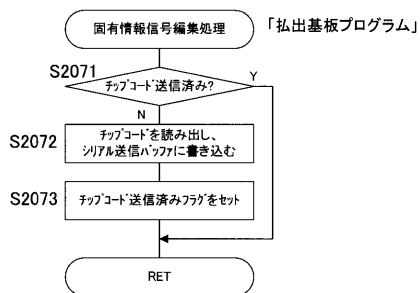 固有情報信号編集処理
「払出基板プログラム」
S2071
チップコード送信済み?
Y
N
S2072
チップコードを読み出し、
シリアル送信バッファに書き込む
S2073
チップコード送信済みフラグをセット
RET